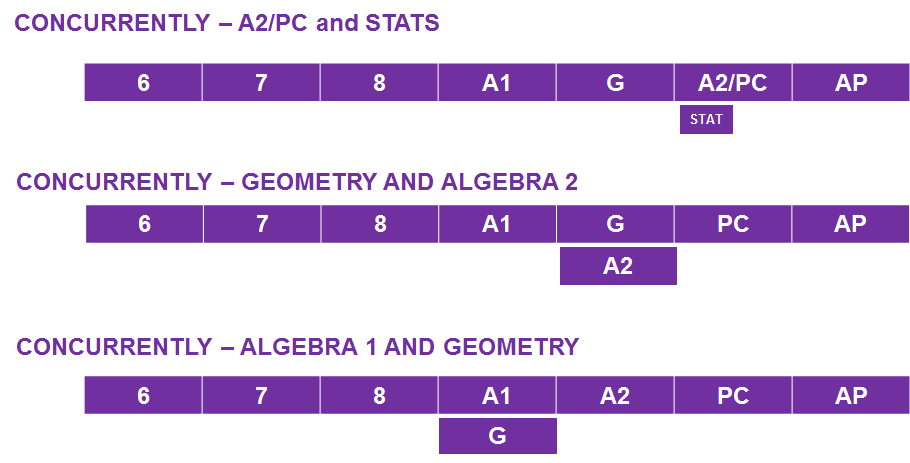 CONCURRENTLY – A2/PC and STATS
6 7 8 A1 G A2/PC AP
STAT
CONCURRENTLY – GEOMETRY AND ALGEBRA 2
6 7 8 A1 G PC AP
A2
CONCURRENTLY – ALGEBRA 1 AND GEOMETRY
6 7 8 A1 A2 PC AP
G